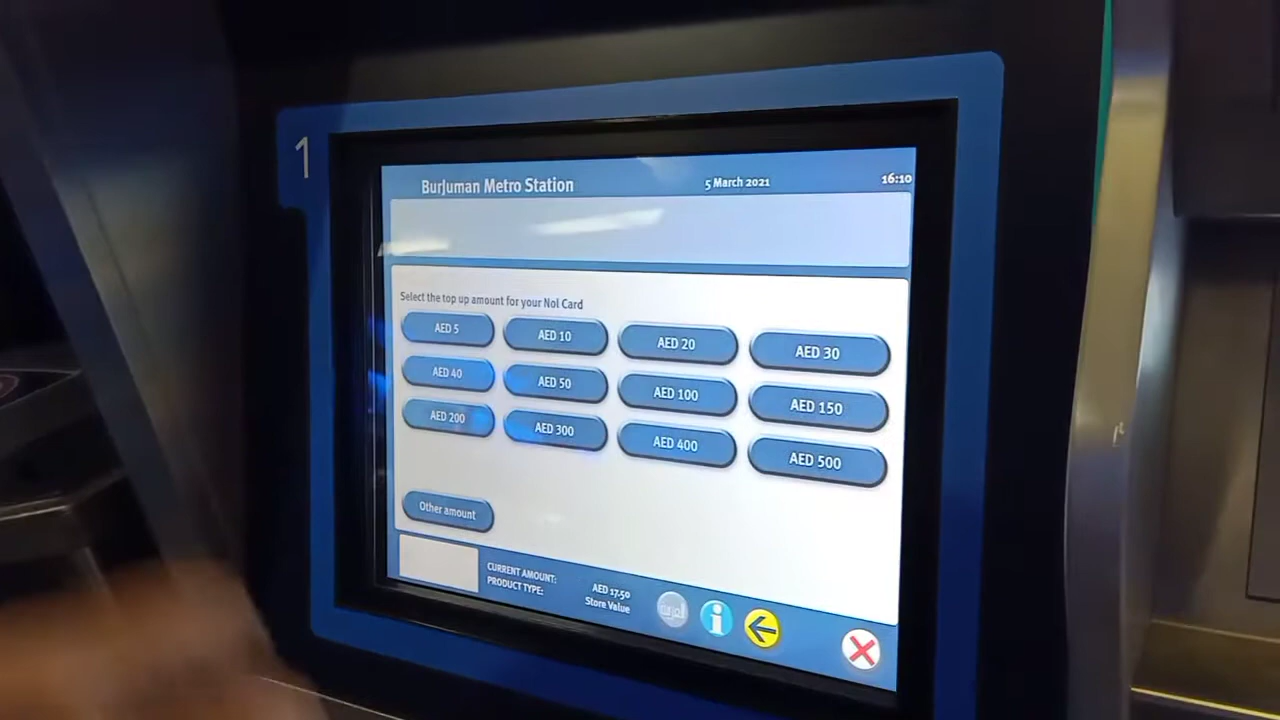 1
BurJuman Metro Station 5 March 2021 16:10
Select the top up amount for your Nol Card
AED 5 AED 10 AED 20 AED 30
AED 40 AED 50 AED 100 AED 150
AED 200 AED 300 AED 400 AED 500
Other amount
CURRENT AMOUNT: AED 17.50
PRODUCT TYPE: Store Value